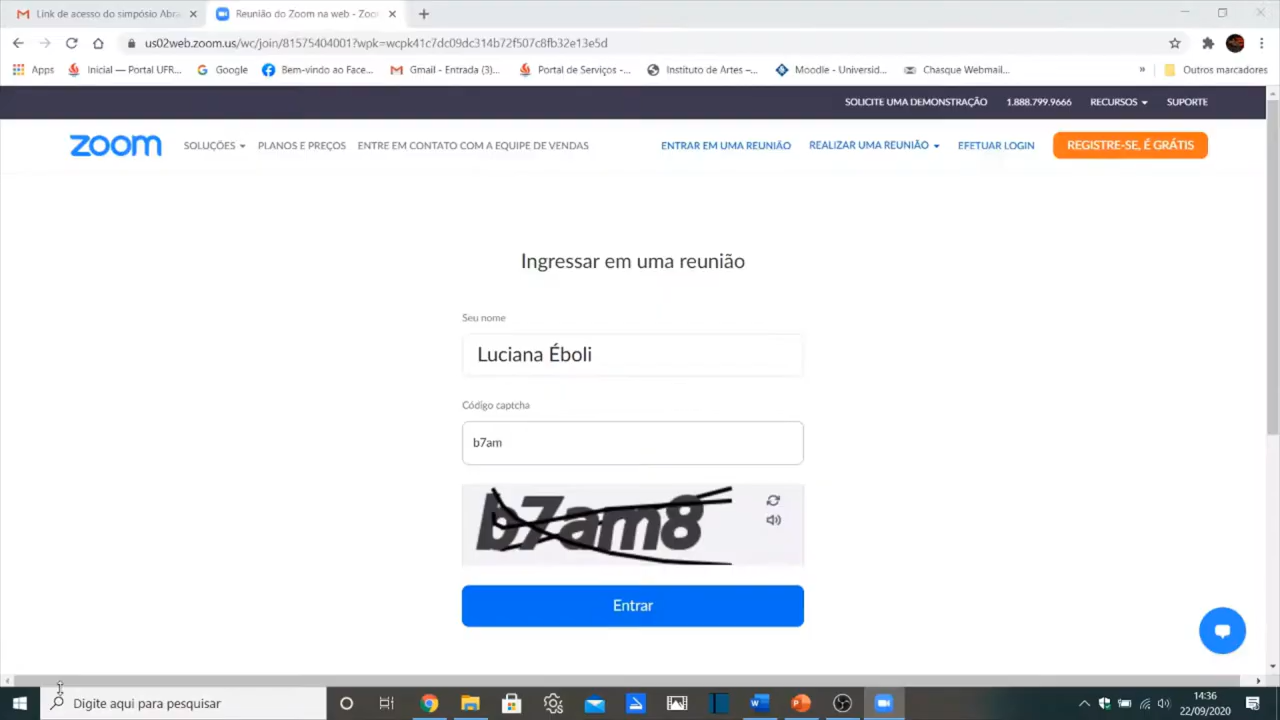 Link de acesso do simpósio Abra
Reunião do Zoom na web - Zoo
us02web.zoom.us/wc/join/81575404001?wpk=wcpk41c7dc09dc314b72f507c8fb32e13e5d
Apps
Inicial — Portal UFR...
Google
Bem-vindo ao Face...
Gmail - Entrada (3)...
Portal de Serviços -...
Instituto de Artes –...
Moodle - Universid...
Chasque Webmail...
»
Outros marcadores
SOLICITE UMA DEMONSTRAÇÃO
1.888.799.9666
RECURSOS
SUPORTE
zoom
SOLUÇÕES
PLANOS E PREÇOS
ENTRE EM CONTATO COM A EQUIPE DE VENDAS
ENTRAR EM UMA REUNIÃO
REALIZAR UMA REUNIÃO
EFETUAR LOGIN
REGISTRE-SE, É GRÁTIS
Ingressar em uma reunião
Seu nome
Luciana Éboli
Código captcha
b7am
b7am8
Entrar
Digite aqui para pesquisar
14:36
22/09/2020